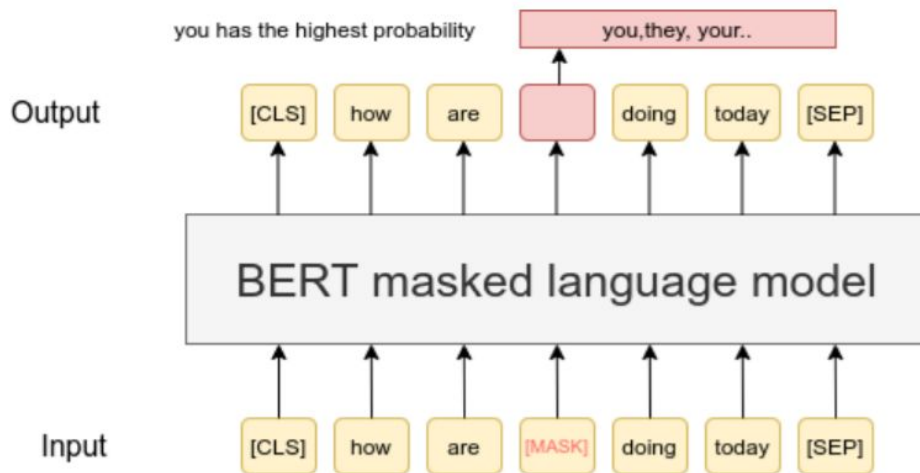 you has the highest probability
you,they, your..
Output
[CLS] how are doing today [SEP]
BERT masked language model
Input
[CLS] how are [MASK] doing today [SEP]